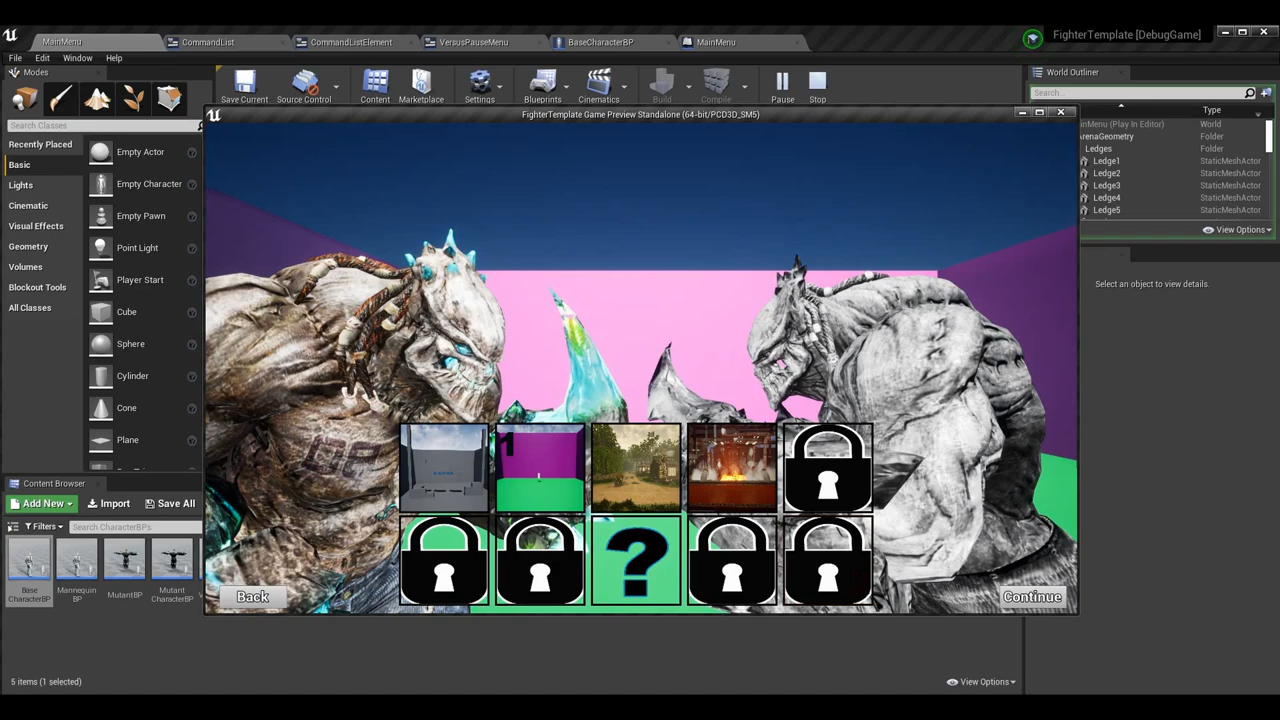 MainMenu
CommandList
CommandListElement
VersusPauseMenu
BaseCharacterBP
MainMenu
FighterTemplate [DebugGame]
File Edit Window Help
Modes
World Outliner
Save Current
Source Control
Content
Marketplace
Settings
Blueprints
Cinematics
Build
Compile
Pause
Stop
Search...
Search Classes
FighterTemplate Game Preview Standalone (64-bit/PCD3D_SM5)
Type
(Play In Editor) World
Folder
Ledges Folder
Ledge1 StaticMeshActor
Ledge2 StaticMeshActor
Ledge3 StaticMeshActor
Ledge4 StaticMeshActor
Ledge5 StaticMeshActor
View Options
Recently Placed
Basic
Lights
Cinematic
Visual Effects
Geometry
Volumes
Blockout Tools
All Classes
Empty Actor
Empty Character
Empty Pawn
Point Light
Player Start
Cube
Sphere
Cylinder
Cone
Plane
Select an object to view details.
1
?
Back
Continue
Content Browser
Add New Import Save All
Filters Search CharacterBPs
Base
CharacterBP
Mannequin
BP
MutantBP
Mutant
CharacterBP
5 items (1 selected)
View Options